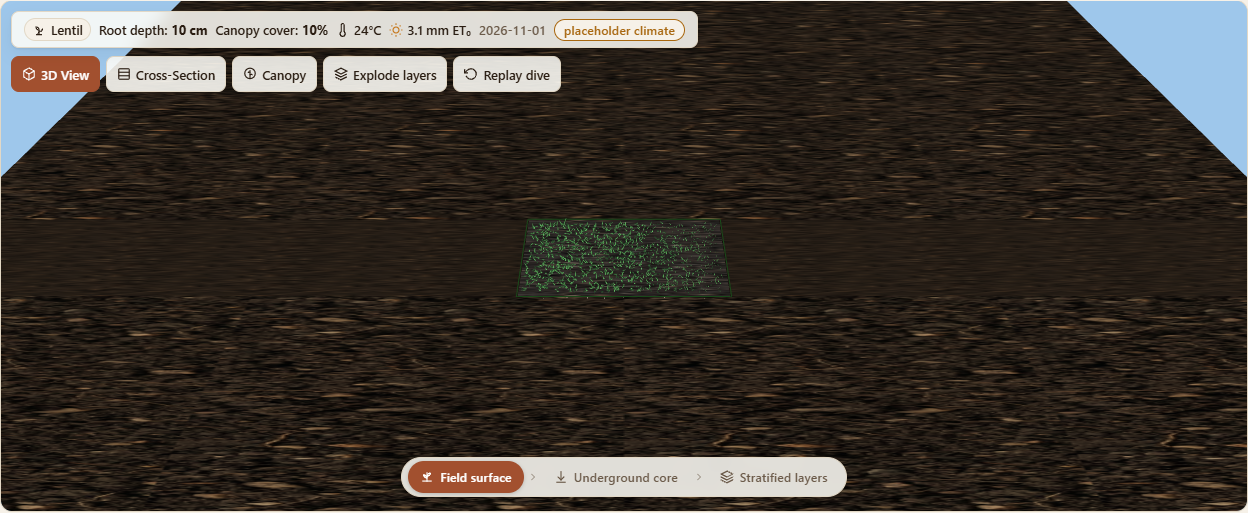 Lentil Root depth: 10 cm Canopy cover: 10% 24°C 3.1 mm ET₀ 2026-11-01 placeholder climate
3D View Cross-Section Canopy Explode layers Replay dive
Field surface Underground core Stratified layers